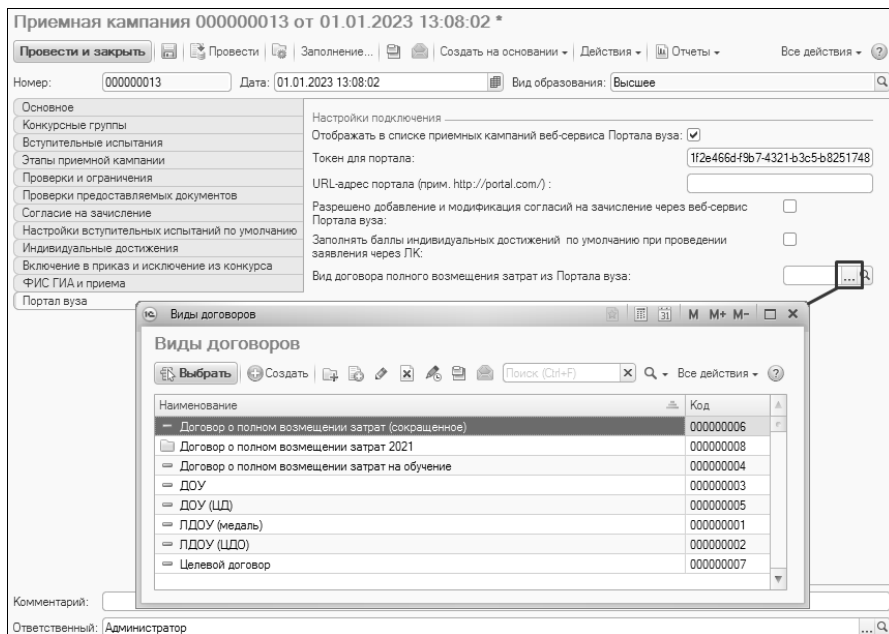 Приемная кампания 000000013 от 01.01.2023 13:08:02 *
Провести и закрыть Провести Заполнение... Создать на основании Действия Отчеты Все действия ?
Номер: 000000013 Дата: 01.01.2023 13:08:02 Вид образования: Высшее
Основное
Конкурсные группы
Вступительные испытания
Этапы приемной кампании
Проверки и ограничения
Проверки предоставляемых документов
Согласие на зачисление
Настройки вступительных испытаний по умолчанию
Индивидуальные достижения
Включение в приказ и исключение из конкурса
ФИС ГИА и приема
Портал вуза
Настройки подключения
Отображать в списке приемных кампаний веб-сервиса Портала вуза:
Токен для портала: 1f2e466d-f9b7-4321-b3c5-b8251748
URL-адрес портала (прим. http://portal.com/) :
Разрешено добавление и модификация согласий на зачисление через веб-сервис
Портала вуза:
Заполнять баллы индивидуальных достижений по умолчанию при проведении
заявления через ЛК:
Вид договора полного возмещения затрат из Портала вуза: ...
1С Виды договоров 31 M M+ M-
Виды договоров
Выбрать Создать Поиск (Ctrl+F) Все действия ?
Наименование Код
Договор о полном возмещении затрат (сокращенное) 000000006
Договор о полном возмещении затрат 2021 000000008
Договор о полном возмещении затрат на обучение 000000004
ДОУ 000000003
ДОУ (ЦД) 000000005
ПДОУ (медаль) 000000001
ПДОУ (ЦДО) 000000002
Целевой договор 000000007
Комментарий:
Ответственный: Администратор ...